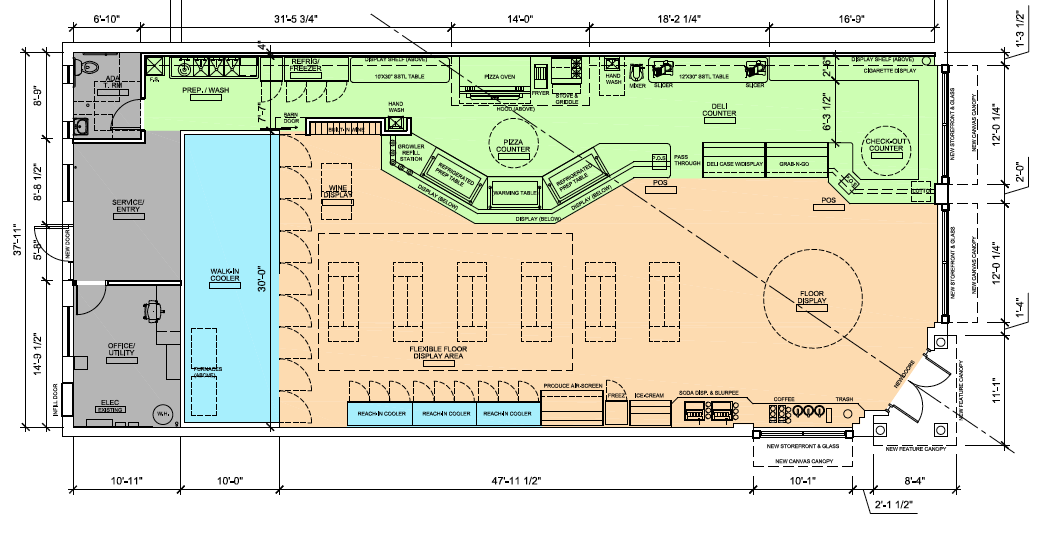 6'-10"
31'-5 3/4"
14'-0"
18'-2 1/4"
16'-9"
1'-3 1/2"
4"
DISPLAY SHELF (ABOVE)
DISPLAY SHELF (ABOVE)
REFRIG/
FREEZER
10'X30" SSTL TABLE
PIZZA OVEN
HAND
WASH
12'X30" SSTL TABLE
CIGARETTE DISPLAY
2'-6"
ADA
T. RM
F.S.
PREP. / WASH
FRYER
STOVE &
GRIDDLE
MIXER
SLICER
SLICER
HOOD (ABOVE)
8'-9"
7'-7"
HAND
WASH
BARN
DOOR
BUILT-IN WINE
DELI
COUNTER
6'-3 1/2"
12'-0 1/4"
NEW STOREFRONT & GLASS
NEW CANVAS CANOPY
PIZZA
COUNTER
CHECK-OUT
COUNTER
GROWLER
REFILL
STATION
REFRIGERATED
PREP TABLE
WARMING TABLE
REFRIGERATED
PREP TABLE
P.O.S
PASS
THROUGH
DELI CASE W/DISPLAY
GRAB-N-GO
2'-0"
8'-8 1/2"
WINE
DISPLAY
DISPLAY (BELOW)
DISPLAY (BELOW)
DISPLAY (BELOW)
POS
POS
LOTTO
SERVICE/
ENTRY
37'-11"
5'-8"
NEW DOOR
WALK-IN
COOLER
30'-0"
12'-0 1/4"
NEW STOREFRONT & GLASS
NEW CANVAS CANOPY
FLOOR
DISPLAY
1'-4"
14'-9 1/2"
OFFICE/
UTILITY
FLEXIBLE FLOOR
DISPLAY AREA
FURNACES
(ABOVE)
NEW DOORS
NEW FEATURE CANOPY
11'-1"
INFILL DOOR
ELEC
EXISTING
W.H.
PRODUCE AIR-SCREEN
FREEZ
ICE-CREAM
SODA DISP. & SLURPEE
COFFEE
TRASH
REACH-IN COOLER
REACH-IN COOLER
REACH-IN COOLER
NEW STOREFRONT & GLASS
NEW CANVAS CANOPY
NEW FEATURE CANOPY
10'-11"
10'-0"
47'-11 1/2"
10'-1"
8'-4"
2'-1 1/2"